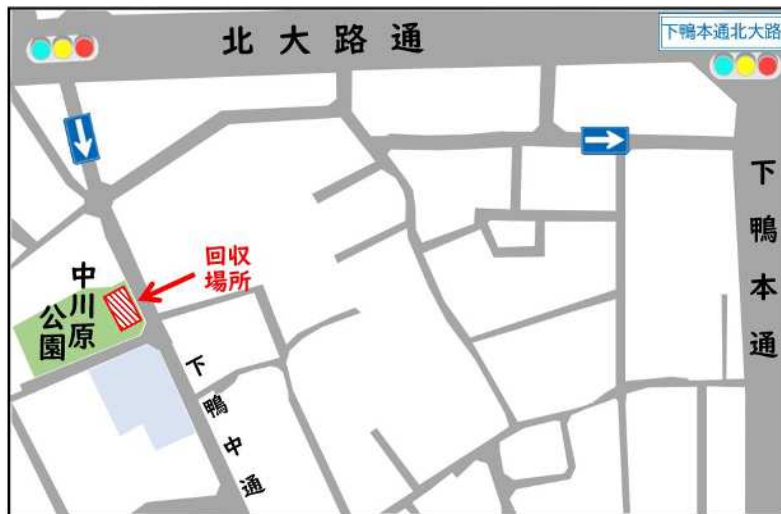 北大路通
下鴨本通北大路
下鴨本通
回収
場所
中川原
公園
下鴨中通